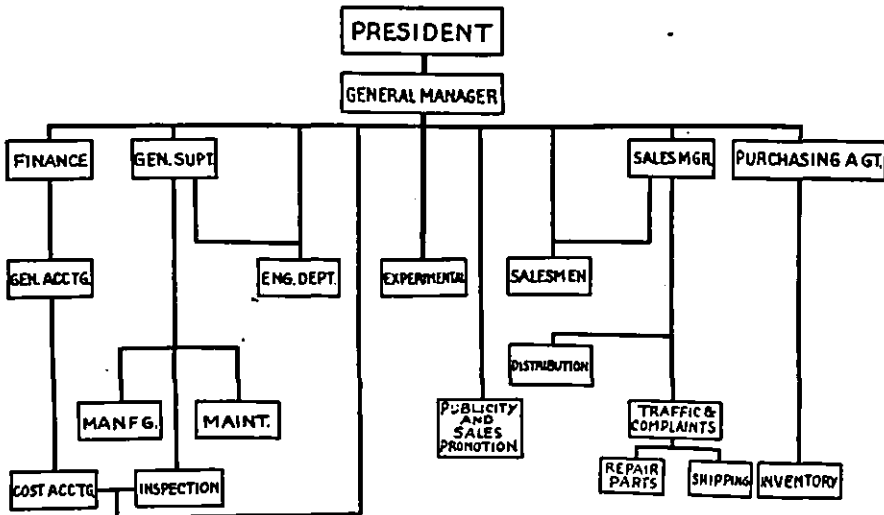 PRESIDENT
GENERAL MANAGER
FINANCE
GEN. SUPT.
SALES MGR.
PURCHASING AGT.
GEN. ACCTG.
ENG. DEPT.
EXPERIMENTAL
SALESMEN
DISTRIBUTION
MANFG.
MAINT.
PUBLICITY
AND
SALES
PROMOTION
TRAFFIC &
COMPLAINTS
COST ACCTG.
INSPECTION
REPAIR
PARTS
SHIPPING
INVENTORY